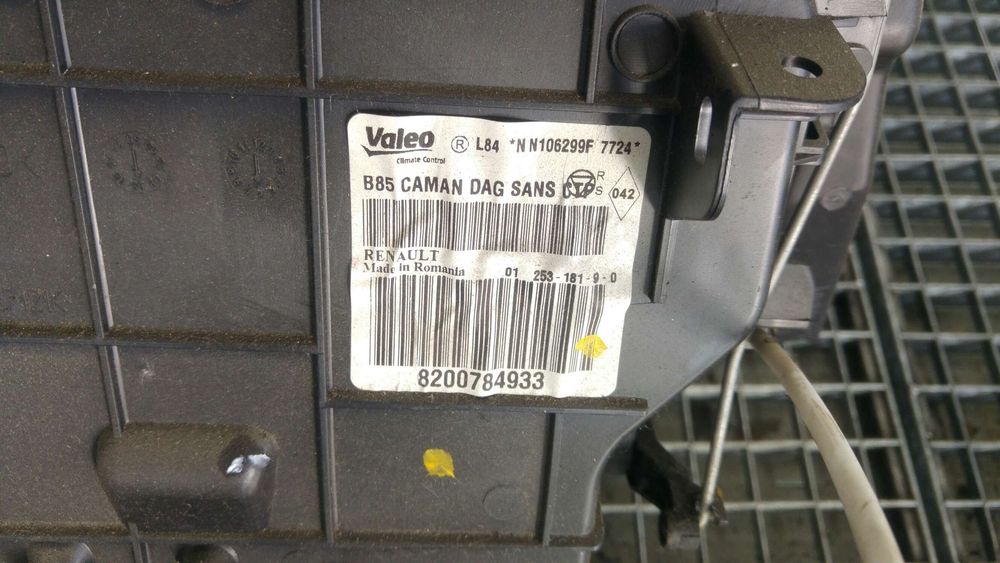 Valeo ® L84 *N N106299F 7724*
Climate Control
B85 CAMAN DAG SANS CTP
R
S
042
RENAULT
Made in Romania 01 253-181-9-0
8200784933